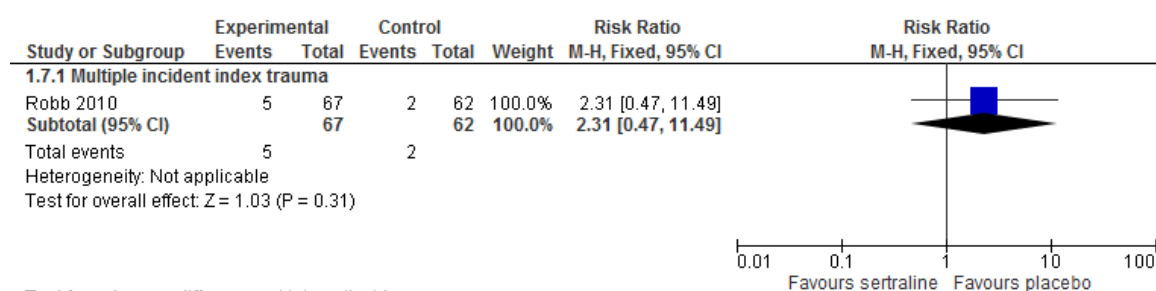 Experimental Control Risk Ratio Risk Ratio
Study or Subgroup Events Total Events Total Weight M-H, Fixed, 95% CI M-H, Fixed, 95% CI
1.7.1 Multiple incident index trauma
Robb 2010 5 67 2 62 100.0% 2.31 [0.47, 11.49]
Subtotal (95% CI) 67 62 100.0% 2.31 [0.47, 11.49]
Total events 5 2
Heterogeneity: Not applicable
Test for overall effect: Z = 1.03 (P = 0.31)
0.01 0.1 1 10 100
Favours sertraline Favours placebo